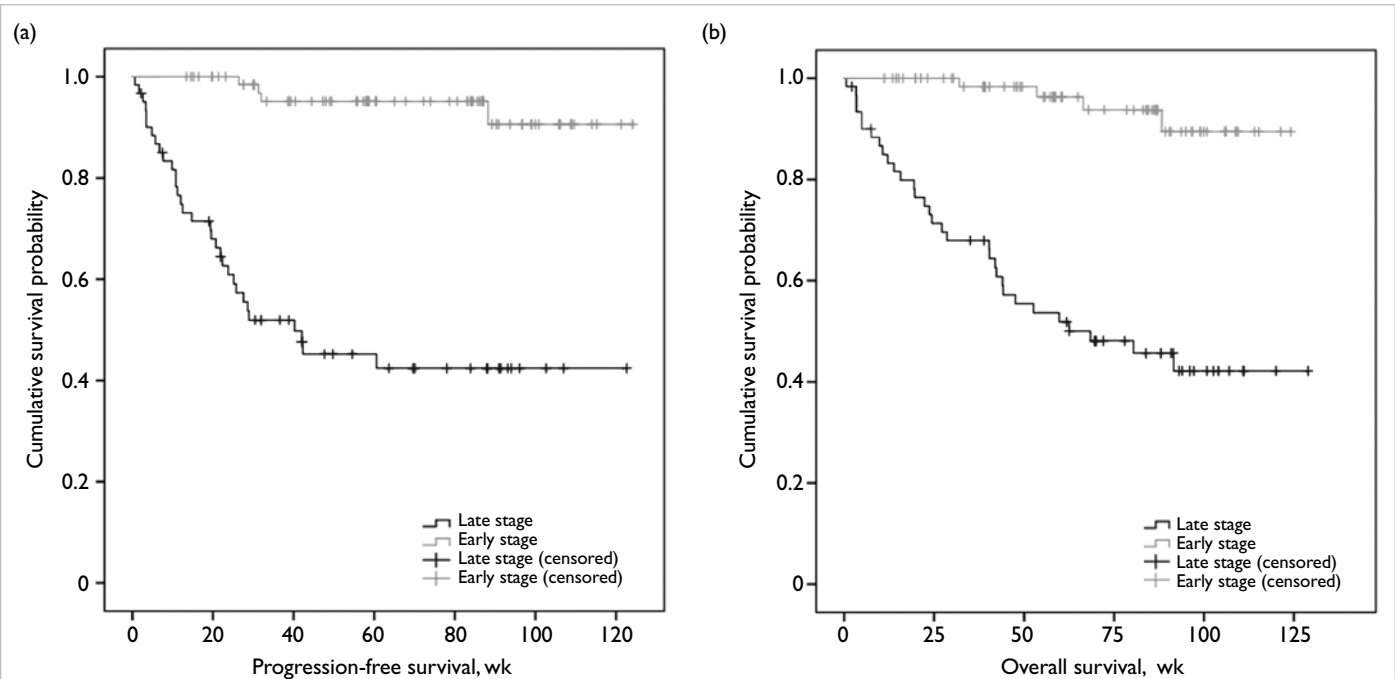 (a)
Cumulative survival probability
1.0
0.8
0.6
0.4
0.2
0
Late stage
Early stage
Late stage (censored)
Early stage (censored)
0 20 40 60 80 100 120
Progression-free survival, wk
(b)
Cumulative survival probability
1.0
0.8
0.6
0.4
0.2
0
Late stage
Early stage
Late stage (censored)
Early stage (censored)
0 25 50 75 100 125
Overall survival, wk